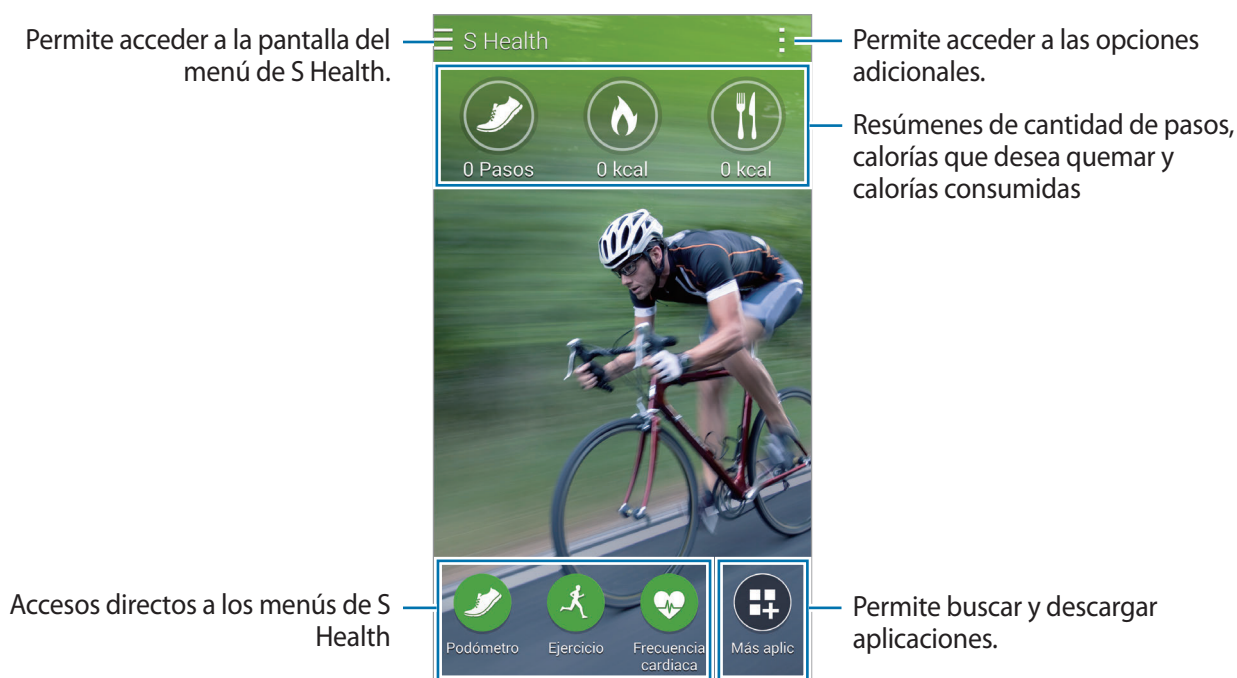 Permite acceder a la pantalla del
menú de S Health.
S Health
Permite acceder a las opciones
adicionales.
0 Pasos
0 kcal
0 kcal
Resúmenes de cantidad de pasos,
calorías que desea quemar y
calorías consumidas
Accesos directos a los menús de S
Health
Podómetro
Ejercicio
Frecuencia
cardiaca
Más aplic
Permite buscar y descargar
aplicaciones.